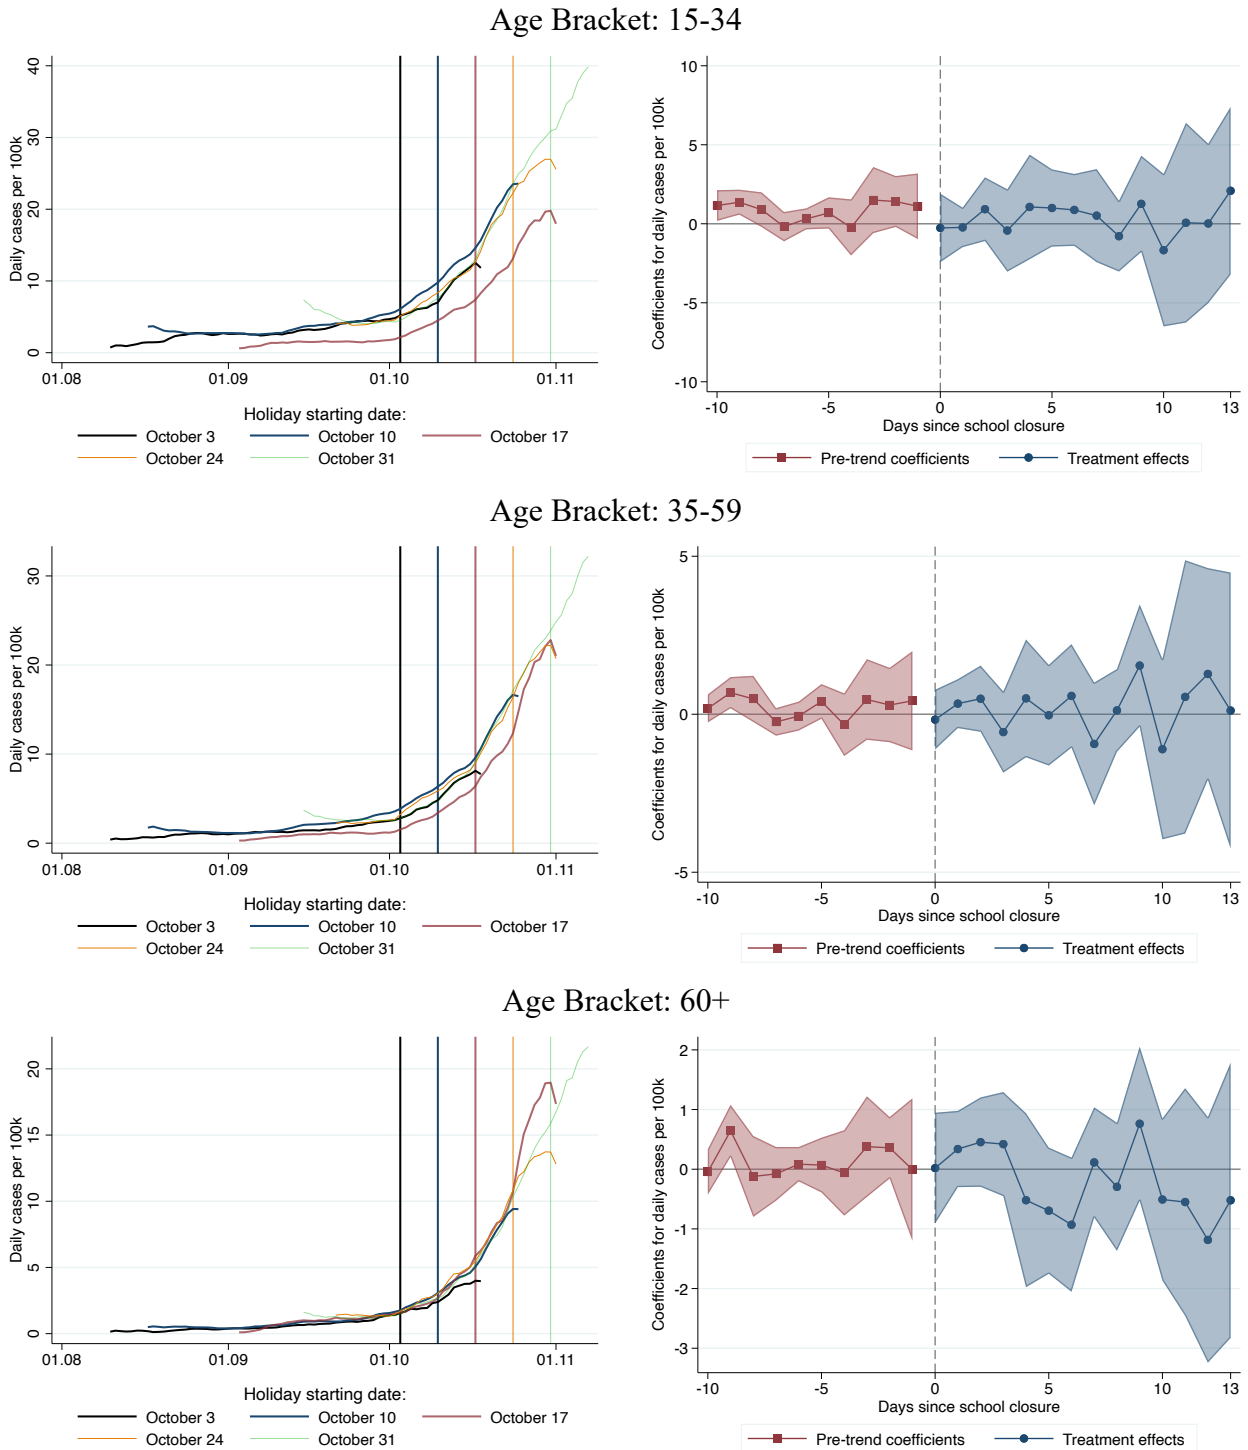 Age Bracket: 15-34
Daily cases per 100k
40
30
20
10
0
01.08 01.09 01.10 01.11
Holiday starting date:
October 3 October 10 October 17
October 24 October 31
Coefficients for daily cases per 100k
10
5
0
-5
-10
-10 -5 0 5 10 13
Days since school closure
Pre-trend coefficients Treatment effects
Age Bracket: 35-59
Daily cases per 100k
30
20
10
0
01.08 01.09 01.10 01.11
Holiday starting date:
October 3 October 10 October 17
October 24 October 31
Coefficients for daily cases per 100k
5
0
-5
-10 -5 0 5 10 13
Days since school closure
Pre-trend coefficients Treatment effects
Age Bracket: 60+
Daily cases per 100k
20
15
10
5
0
01.08 01.09 01.10 01.11
Holiday starting date:
October 3 October 10 October 17
October 24 October 31
Coefficients for daily cases per 100k
2
1
0
-1
-2
-3
-10 -5 0 5 10 13
Days since school closure
Pre-trend coefficients Treatment effects